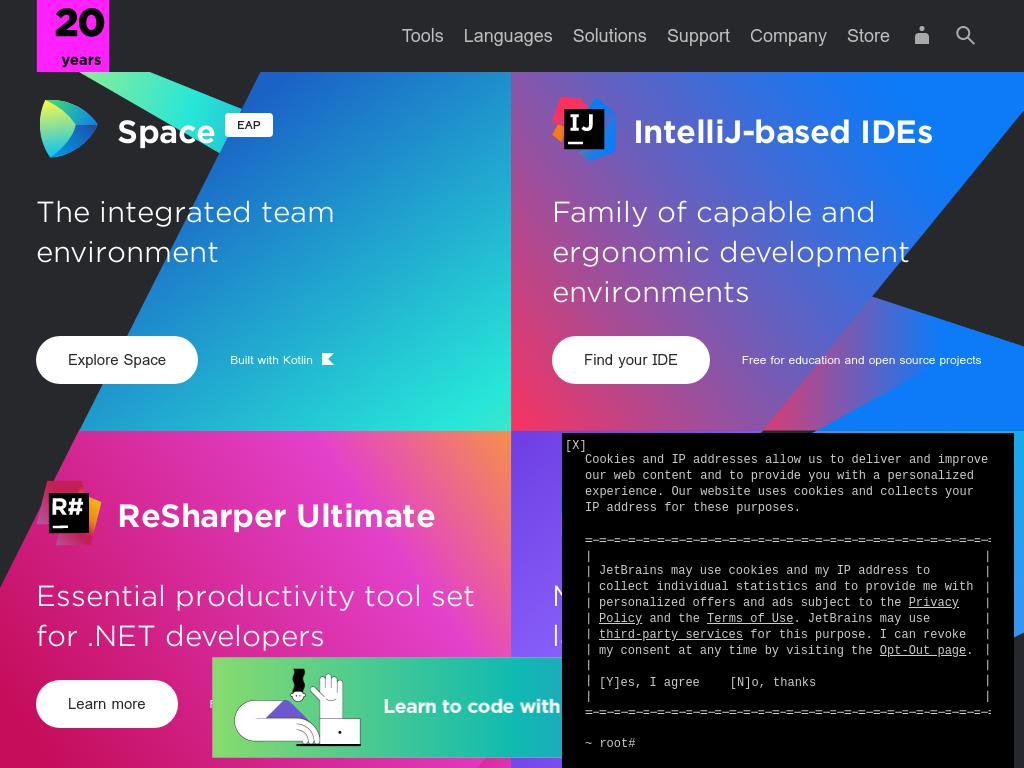 20
years
Tools
Languages
Solutions
Support
Company
Store
Space
EAP
The integrated team
environment
Explore Space
Built with Kotlin
IJ
IntelliJ-based IDEs
Family of capable and
ergonomic development
environments
Find your IDE
Free for education and open source projects
R#
ReSharper Ultimate
Essential productivity tool set
for .NET developers
Learn more
Learn to code with
[X]
Cookies and IP addresses allow us to deliver and improve
our web content and to provide you with a personalized
experience. Our website uses cookies and collects your
IP address for these purposes.
JetBrains may use cookies and my IP address to
collect individual statistics and to provide me with
personalized offers and ads subject to the Privacy
Policy and the Terms of Use. JetBrains may use
third-party services for this purpose. I can revoke
my consent at any time by visiting the Opt-Out page.
[Y]es, I agree
[N]o, thanks
~ root#